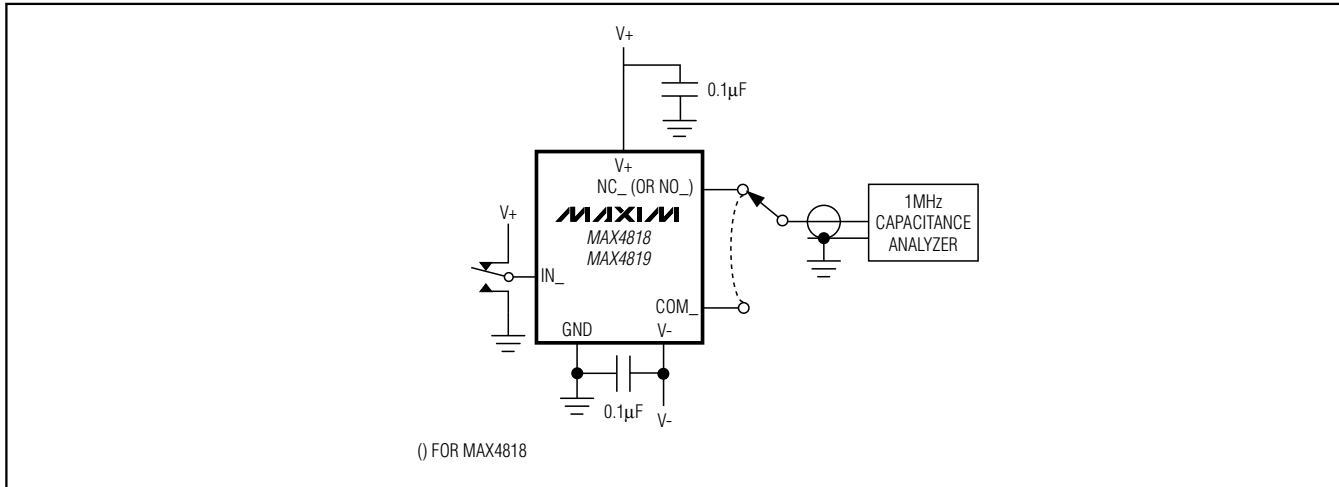 V+
0.1µF
V+
NC_ (OR NO_)
V+
MAXIM
MAX4818
MAX4819
IN_
1MHz
CAPACITANCE
ANALYZER
COM_
GND
V-
0.1µF
V-
() FOR MAX4818